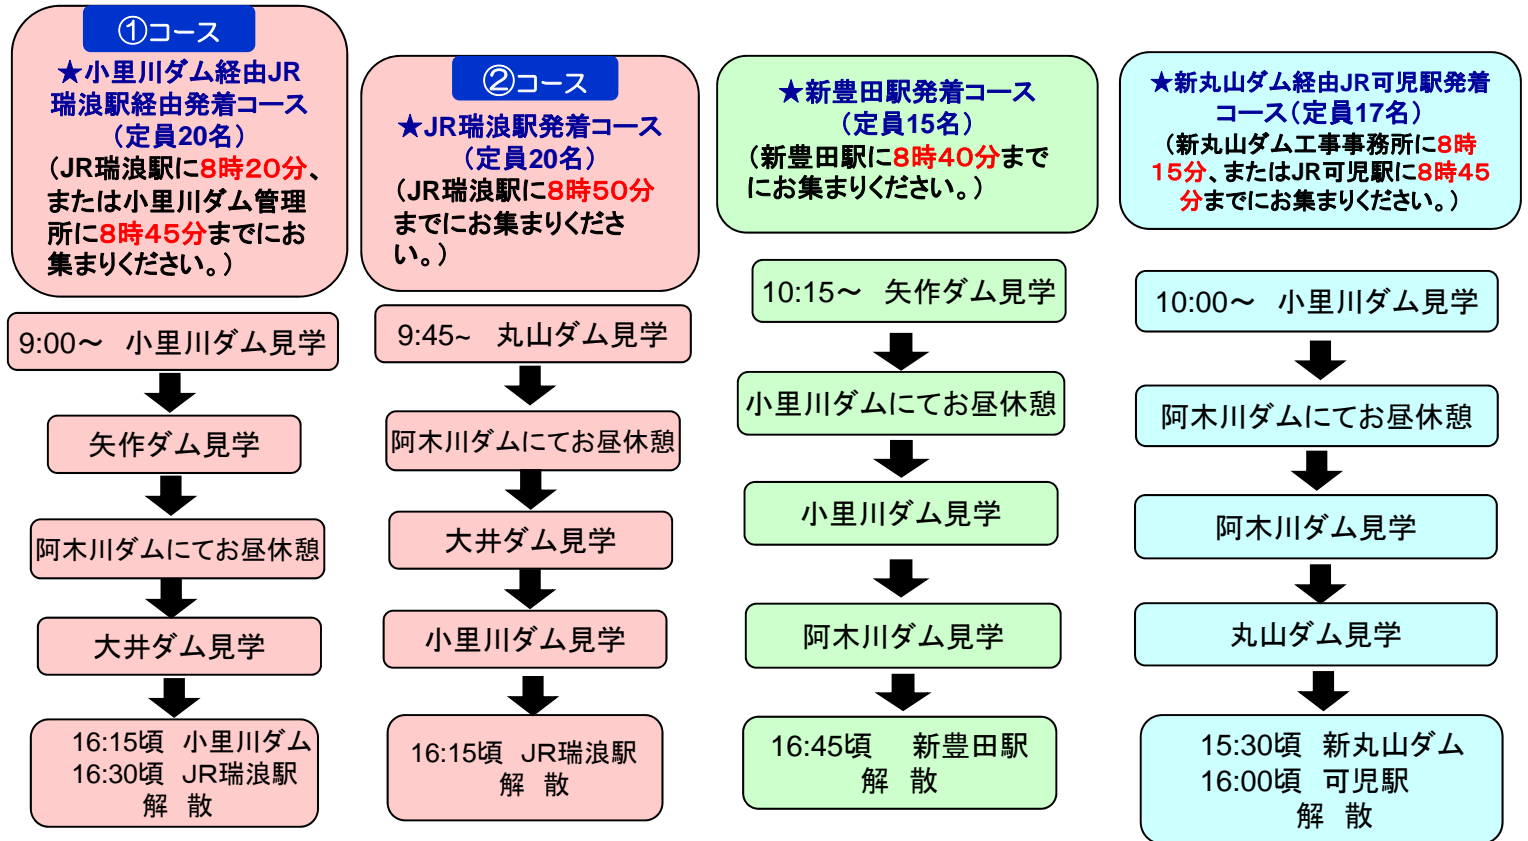 ①コース
★小里川ダム経由JR
瑞浪駅経由発着コース
(定員20名)
(JR瑞浪駅に8時20分、
または小里川ダム管理
所に8時45分までにお
集まりください。)
9:00～ 小里川ダム見学
矢作ダム見学
阿木川ダムにてお昼休憩
大井ダム見学
16:15頃 小里川ダム
16:30頃 JR瑞浪駅
解 散
②コース
★JR瑞浪駅発着コース
(定員20名)
(JR瑞浪駅に8時50分
までにお集まりくださ
い。)
9:45~ 丸山ダム見学
阿木川ダムにてお昼休憩
大井ダム見学
小里川ダム見学
16:15頃 JR瑞浪駅
解 散
★新豊田駅発着コース
(定員15名)
(新豊田駅に8時40分まで
にお集まりください。)
10:15～ 矢作ダム見学
小里川ダムにてお昼休憩
小里川ダム見学
阿木川ダム見学
16:45頃 新豊田駅
解 散
★新丸山ダム経由JR可児駅発着
コース(定員17名)
(新丸山ダム工事事務所に8時
15分、またはJR可児駅に8時45
分までにお集まりください。)
10:00～ 小里川ダム見学
阿木川ダムにてお昼休憩
阿木川ダム見学
丸山ダム見学
15:30頃 新丸山ダム
16:00頃 可児駅
解 散